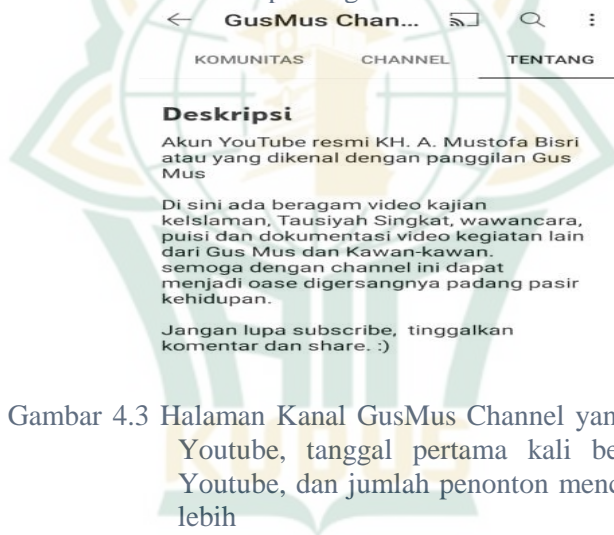 GusMus Chan...
KOMUNITAS CHANNEL TENTANG
Deskripsi
Akun YouTube resmi KH. A. Mustofa Bisri
atau yang dikenal dengan panggilan Gus
Mus
Di sini ada beragam video kajian
keIslaman, Tausiyah Singkat, wawancara,
puisi dan dokumentasi video kegiatan lain
dari Gus Mus dan Kawan-kawan.
semoga dengan channel ini dapat
menjadi oase digersangnya padang pasir
kehidupan.
Jangan lupa subscribe, tinggalkan
komentar dan share. :)
Gambar 4.3 Halaman Kanal GusMus Channel yan
Youtube, tanggal pertama kali be
Youtube, dan jumlah penonton menc
lebih
KUDUS